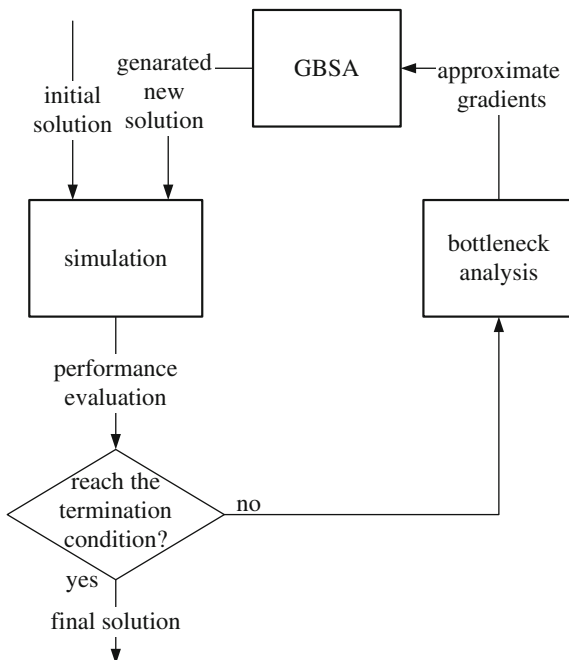 GBSA
genarated
new
solution
approximate
gradients
initial
solution
simulation
bottleneck
analysis
performance
evaluation
reach the
termination
condition?
no
yes
final solution